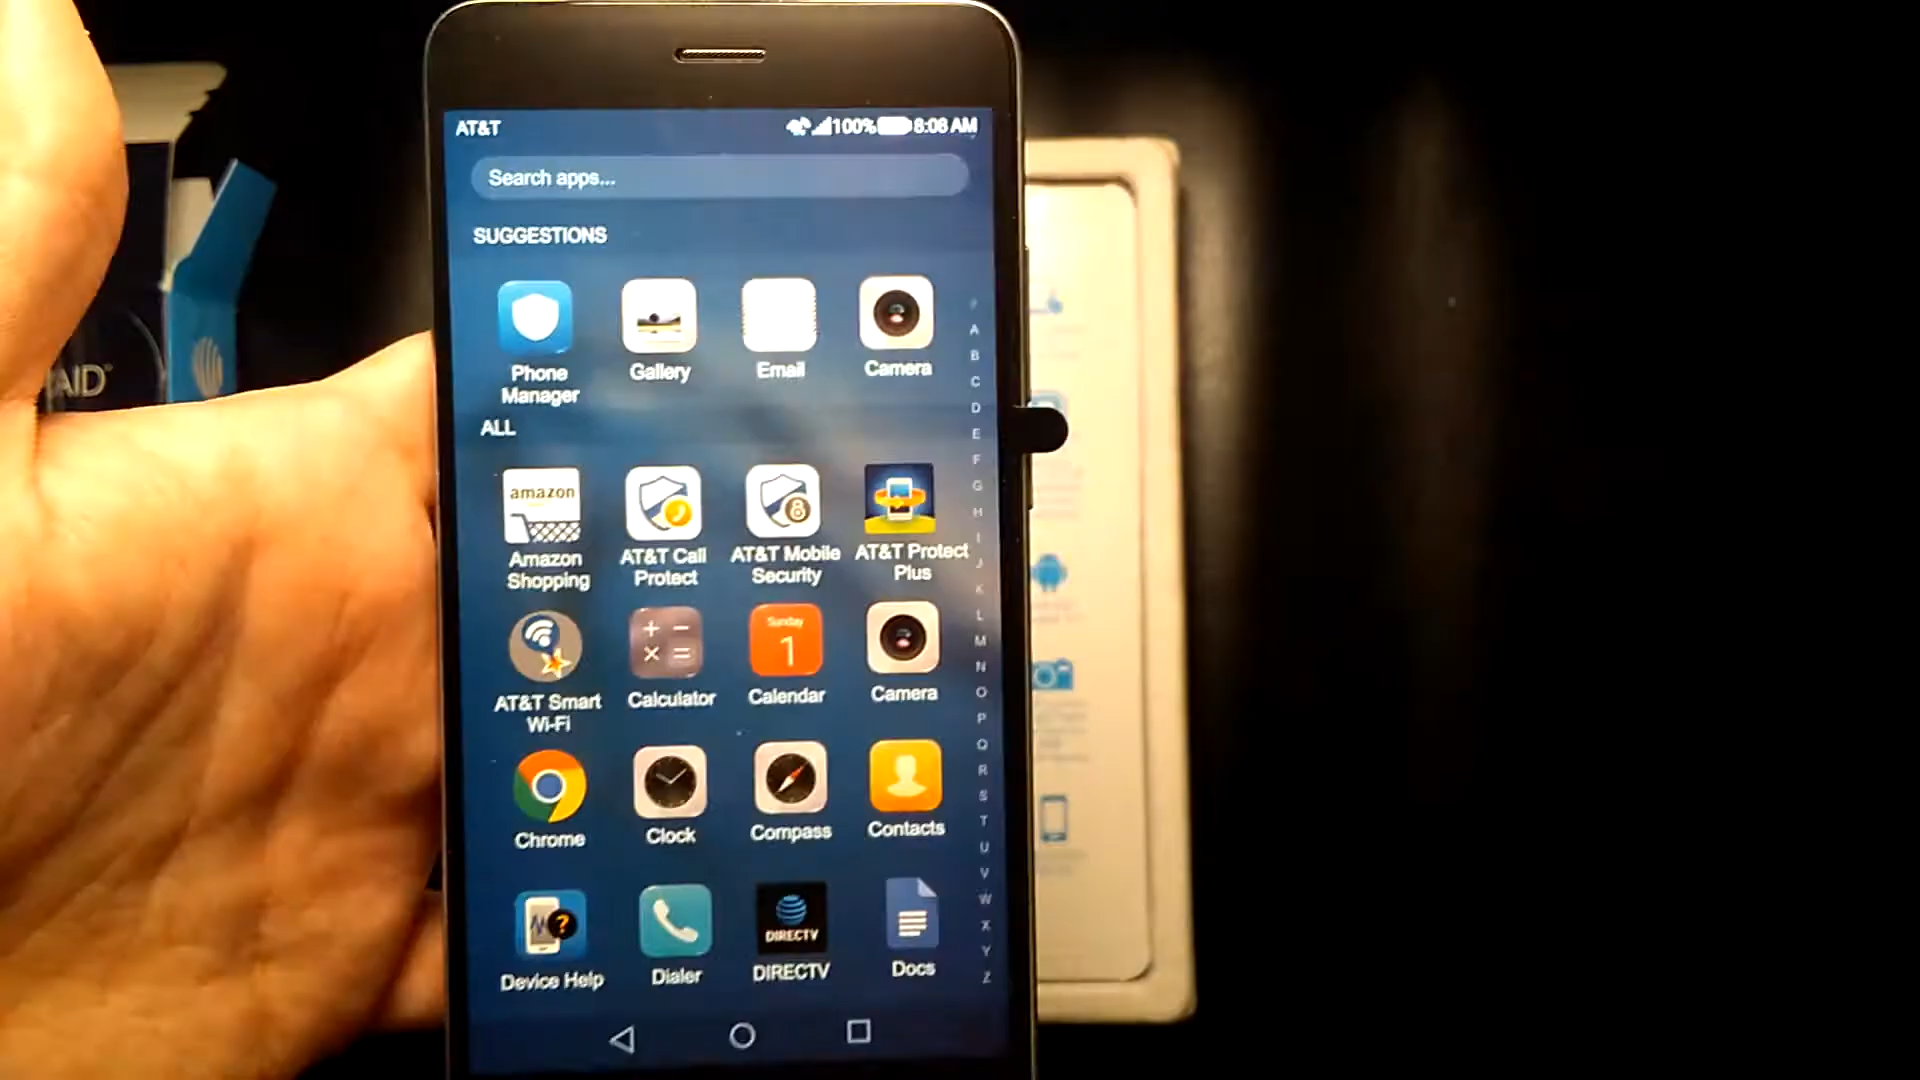 AT&T
100% 8:08 AM
Search apps...
SUGGESTIONS
Phone Manager
Gallery
Email
Camera
ALL
amazon
Amazon Shopping
AT&T Call Protect
AT&T Mobile Security
AT&T Protect Plus
AT&T Smart Wi-Fi
Calculator
Sunday
1
Calendar
Camera
Chrome
Clock
Compass
Contacts
Device Help
Dialer
DIRECTV
DIRECTV
Docs
A
B
C
D
E
F
G
H
I
J
K
L
M
N
O
P
Q
R
S
T
U
V
W
X
Y
Z
AID